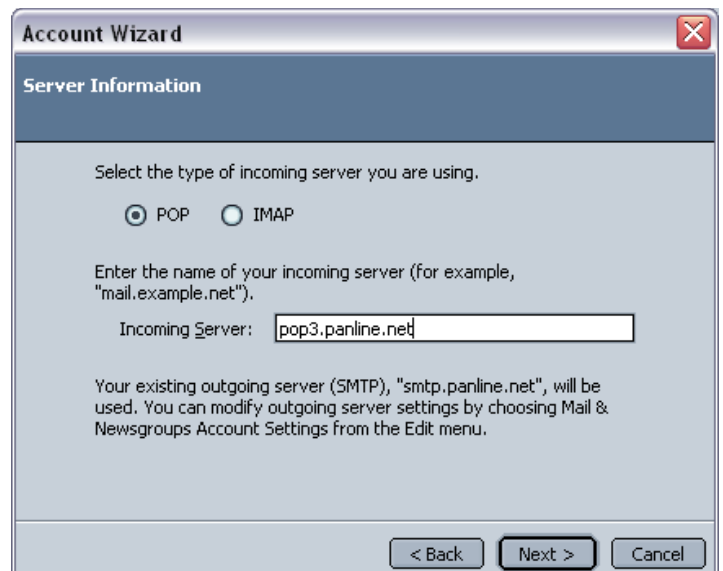 Account Wizard
Server Information
Select the type of incoming server you are using.
POP IMAP
Enter the name of your incoming server (for example,
"mail.example.net").
Incoming Server: pop3.panline.net
Your existing outgoing server (SMTP), "smtp.panline.net", will be
used. You can modify outgoing server settings by choosing Mail &
Newsgroups Account Settings from the Edit menu.
< Back Next > Cancel